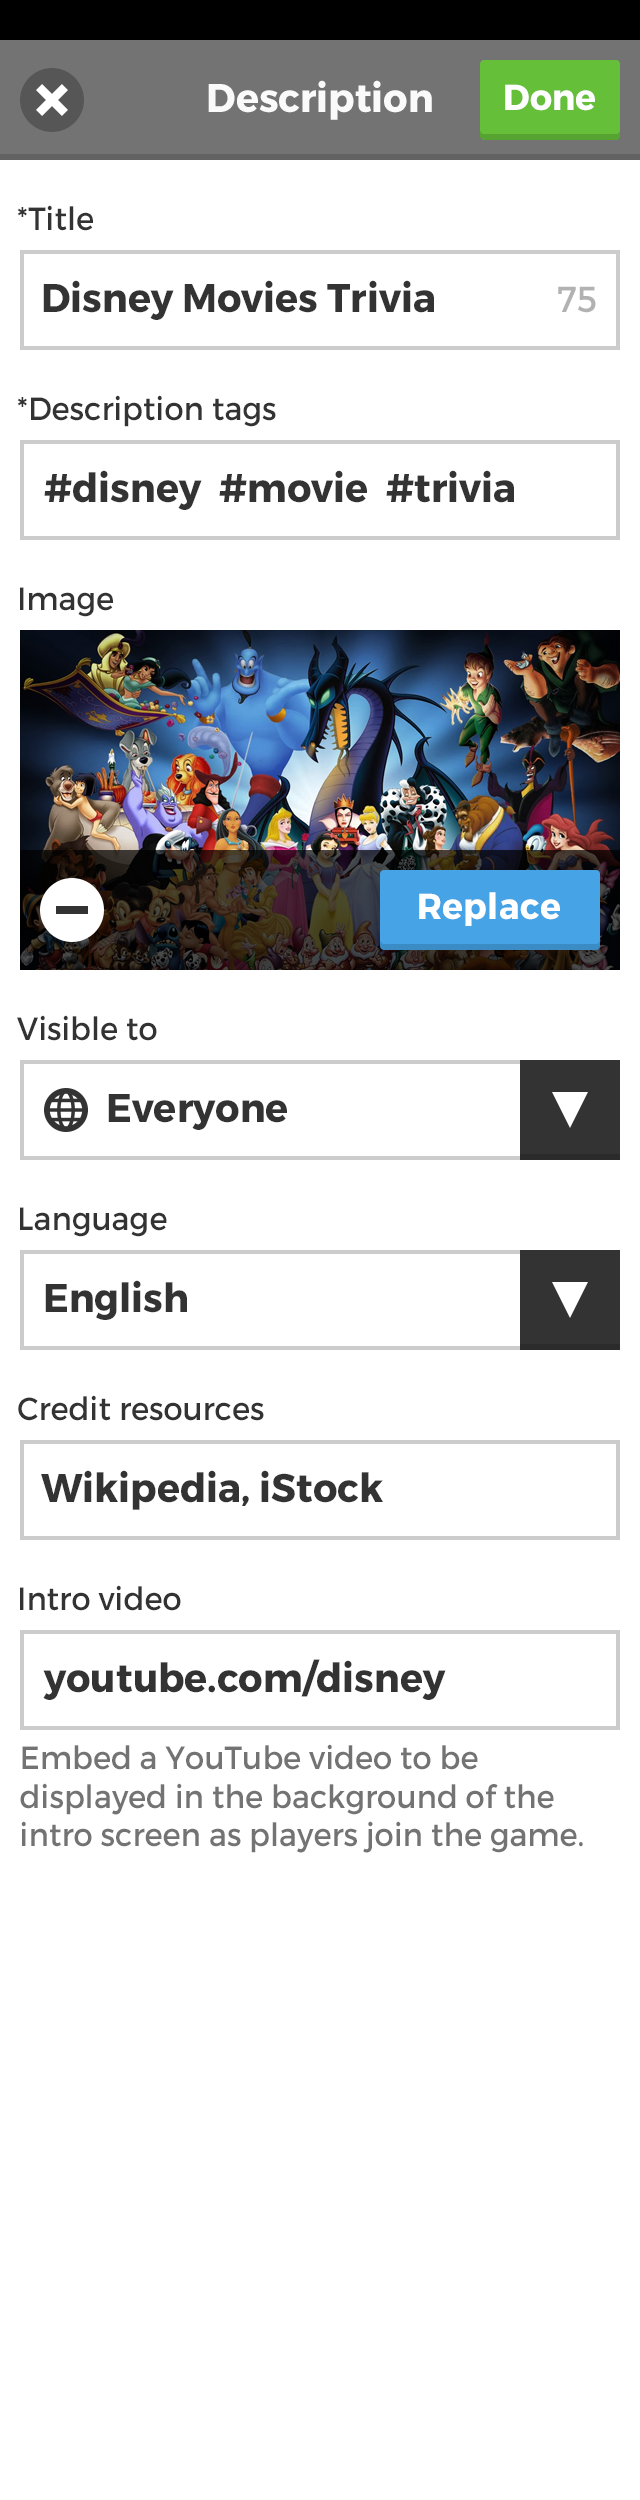 Description
Done
*Title
Disney Movies Trivia 75
*Description tags
#disney #movie #trivia
Image
Replace
Visible to
Everyone
Language
English
Credit resources
Wikipedia, iStock
Intro video
youtube.com/disney
Embed a YouTube video to be
displayed in the background of the
intro screen as players join the game.